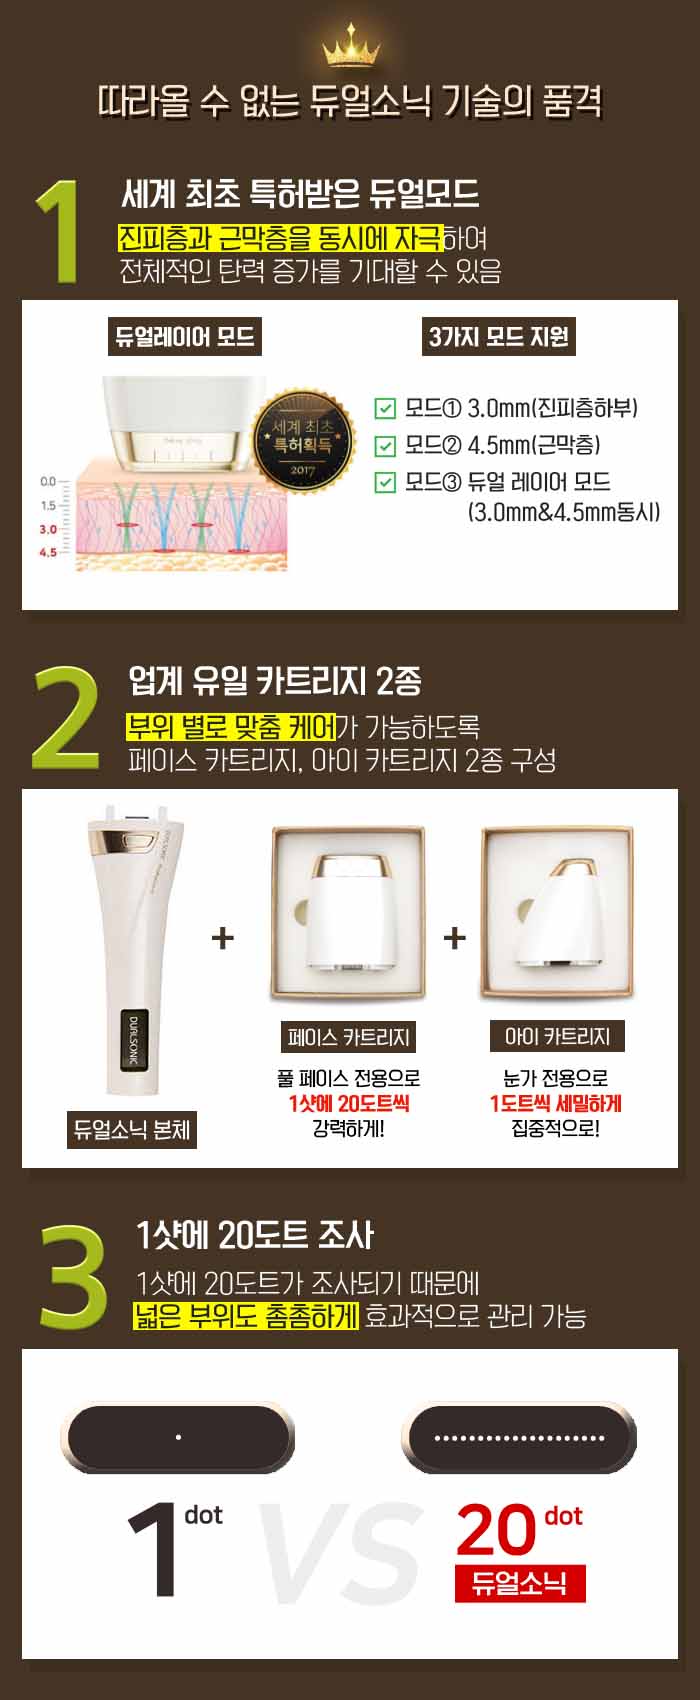 따라올 수 없는 듀얼소닉 기술의 품격
1
세계 최초 특허받은 듀얼모드
진피층과 근막층을 동시에 자극하여
전체적인 탄력 증가를 기대할 수 있음
듀얼레이어 모드
3가지 모드 지원
세계 최초
특허획득
2017
0.0
1.5
3.0
4.5
모드① 3.0mm(진피층하부)
모드② 4.5mm(근막층)
모드③ 듀얼 레이어 모드
(3.0mm&4.5mm동시)
2
업계 유일 카트리지 2종
부위 별로 맞춤 케어가 가능하도록
페이스 카트리지, 아이 카트리지 2종 구성
DUALSONIC
+
+
듀얼소닉 본체
페이스 카트리지
풀 페이스 전용으로
1샷에 20도트씩
강력하게!
아이 카트리지
눈가 전용으로
1도트씩 세밀하게
집중적으로!
3
1샷에 20도트 조사
1샷에 20도트가 조사되기 때문에
넓은 부위도 촘촘하게 효과적으로 관리 가능
1 dot
VS
20 dot
듀얼소닉